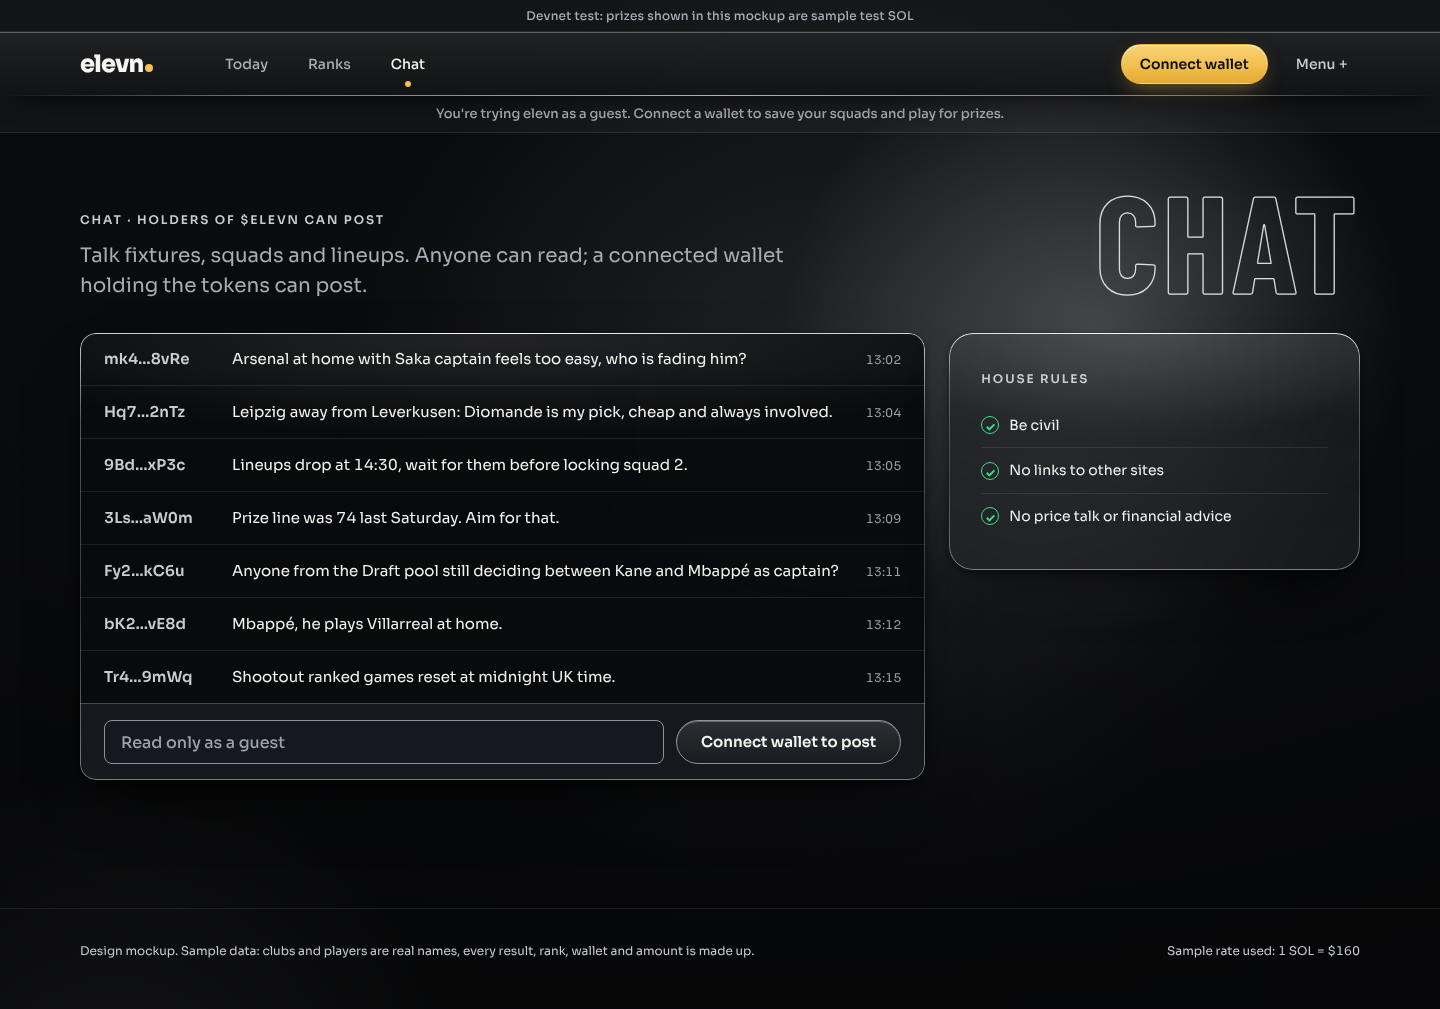 Devnet test: prizes shown in this mockup are sample test SOL
elevn.
Today
Ranks
Chat
Connect wallet
Menu +
You're trying elevn as a guest. Connect a wallet to save your squads and play for prizes.
CHAT · HOLDERS OF $ELEVN CAN POST
Talk fixtures, squads and lineups. Anyone can read; a connected wallet
holding the tokens can post.
CHAT
mk4...8vRe Arsenal at home with Saka captain feels too easy, who is fading him? 13:02
Hq7...2nTz Leipzig away from Leverkusen: Diomande is my pick, cheap and always involved. 13:04
9Bd...xP3c Lineups drop at 14:30, wait for them before locking squad 2. 13:05
3Ls...aW0m Prize line was 74 last Saturday. Aim for that. 13:09
Fy2...kC6u Anyone from the Draft pool still deciding between Kane and Mbappé as captain? 13:11
bK2...vE8d Mbappé, he plays Villarreal at home. 13:12
Tr4...9mWq Shootout ranked games reset at midnight UK time. 13:15
Read only as a guest
Connect wallet to post
HOUSE RULES
Be civil
No links to other sites
No price talk or financial advice
Design mockup. Sample data: clubs and players are real names, every result, rank, wallet and amount is made up.
Sample rate used: 1 SOL = $160